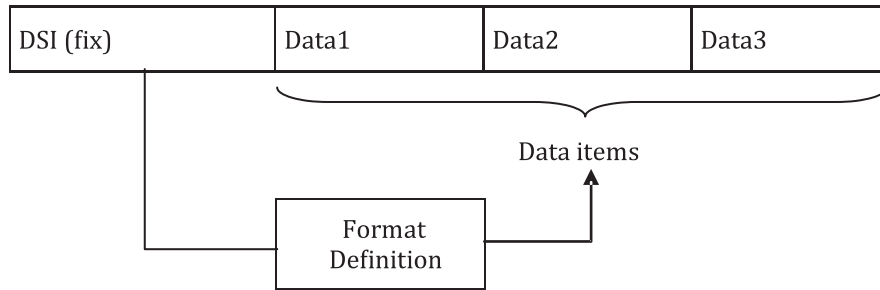 DSI (fix) Data1 Data2 Data3
Data items
Format
Definition